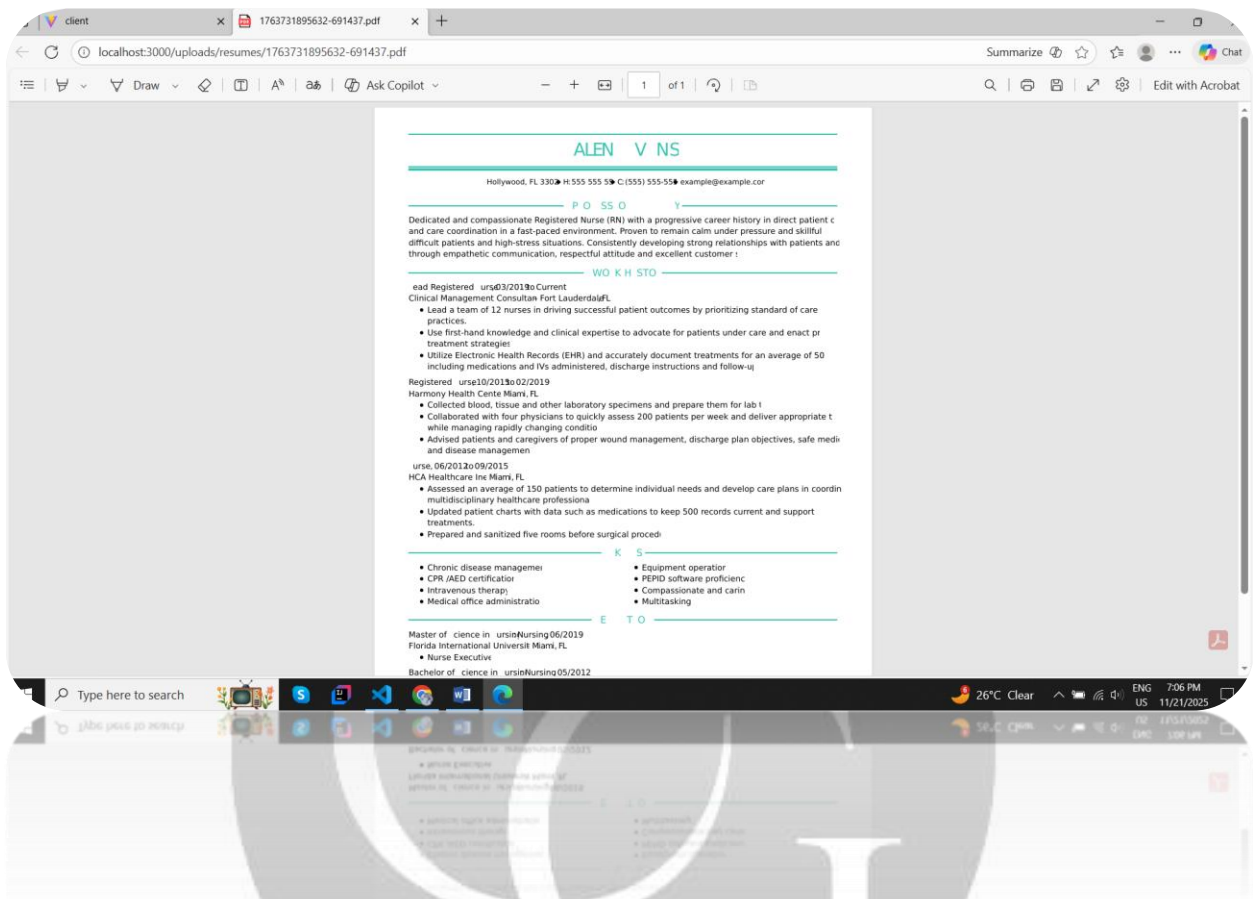 client
1763731895632-691437.pdf
localhost:3000/uploads/resumes/1763731895632-691437.pdf
Summarize
Chat
Draw
Ask Copilot
1 of 1
Edit with Acrobat
ALEN V NS
Hollywood, FL 3302 H: 555 555 55 C: (555) 555-555 example@example.cor
P O SS O Y
Dedicated and compassionate Registered Nurse (RN) with a progressive career history in direct patient c
and care coordination in a fast-paced environment. Proven to remain calm under pressure and skillful
difficult patients and high-stress situations. Consistently developing strong relationships with patients and
through empathetic communication, respectful attitude and excellent customer s
WO K H STO
ead Registered urse 03/2019 to Current
Clinical Management Consultan Fort Lauderdale FL
• Lead a team of 12 nurses in driving successful patient outcomes by prioritizing standard of care
practices.
• Use first-hand knowledge and clinical expertise to advocate for patients under care and enact pr
treatment strategies
• Utilize Electronic Health Records (EHR) and accurately document treatments for an average of 50
including medications and IVs administered, discharge instructions and follow-u
Registered urse 10/2015 to 02/2019
Harmony Health Cente Miami, FL
• Collected blood, tissue and other laboratory specimens and prepare them for lab t
• Collaborated with four physicians to quickly assess 200 patients per week and deliver appropriate t
while managing rapidly changing conditio
• Advised patients and caregivers of proper wound management, discharge plan objectives, safe medi
and disease managemen
urse, 06/2012 to 09/2015
HCA Healthcare Inc Miami, FL
• Assessed an average of 150 patients to determine individual needs and develop care plans in coordin
multidisciplinary healthcare professiona
• Updated patient charts with data such as medications to keep 500 records current and support
treatments.
• Prepared and sanitized five rooms before surgical procedu
K S
• Chronic disease managemen
• CPR /AED certification
• Intravenous therapy
• Medical office administratio
• Equipment operation
• PEPID software proficienc
• Compassionate and carin
• Multitasking
E T O
Master of cience in ursin Nursing 06/2019
Florida International Universit Miami, FL
• Nurse Executive
Bachelor of cience in ursin Nursing 05/2012
Type here to search
26°C Clear
ENG
US
7:06 PM
11/21/2025